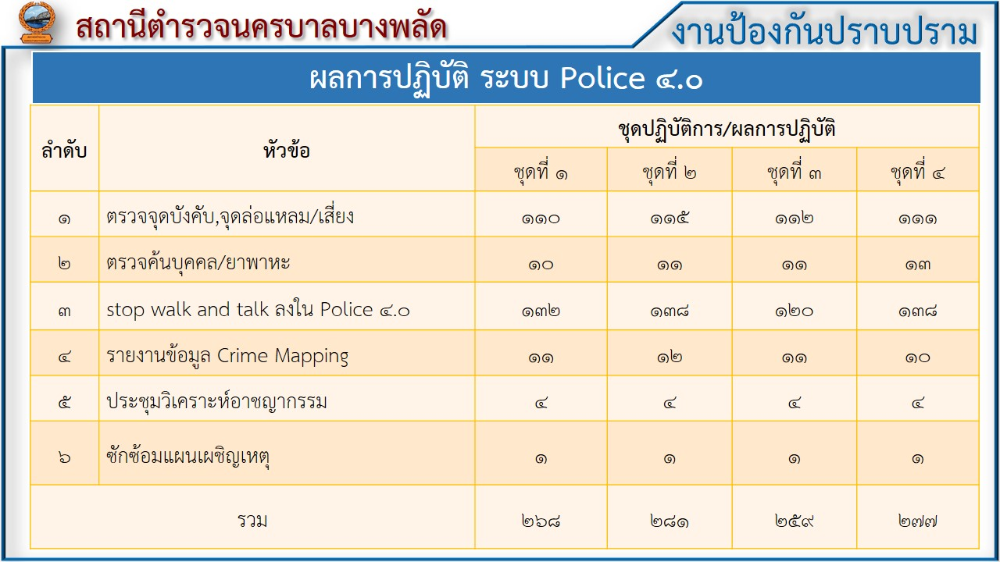 สถานีตำรวจนครบาลบางพลัด
งานป้องกันปราบปราม
ผลการปฏิบัติ ระบบ Police ๔.๐
ลำดับ หัวข้อ ชุดปฏิบัติการ/ผลการปฏิบัติ
ชุดที่ ๑ ชุดที่ ๒ ชุดที่ ๓ ชุดที่ ๔
๑ ตรวจจุดบังคับ,จุดล่อแหลม/เสี่ยง ๑๑๐ ๑๑๕ ๑๑๒ ๑๑๑
๒ ตรวจค้นบุคคล/ยาพาหะ ๑๐ ๑๑ ๑๑ ๑๓
๓ stop walk and talk ลงใน Police ๔.๐ ๑๓๒ ๑๓๘ ๑๒๐ ๑๓๘
๔ รายงานข้อมูล Crime Mapping ๑๑ ๑๒ ๑๑ ๑๐
๕ ประชุมวิเคราะห์อาชญากรรม ๔ ๔ ๔ ๔
๖ ซักซ้อมแผนเผชิญเหตุ ๑ ๑ ๑ ๑
รวม ๒๖๘ ๒๘๑ ๒๕๙ ๒๗๗